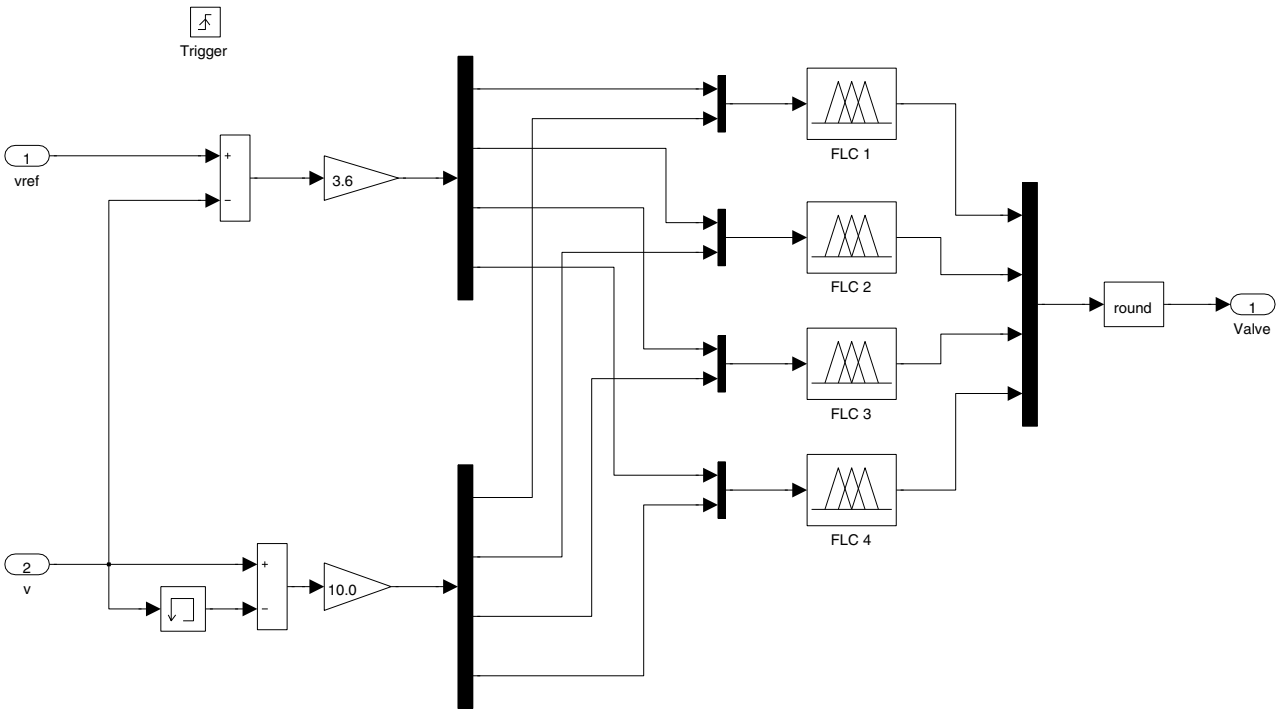 Trigger
1
vref
+
−
3.6
FLC 1
FLC 2
round
1
Valve
FLC 3
FLC 4
2
v
+
−
10.0